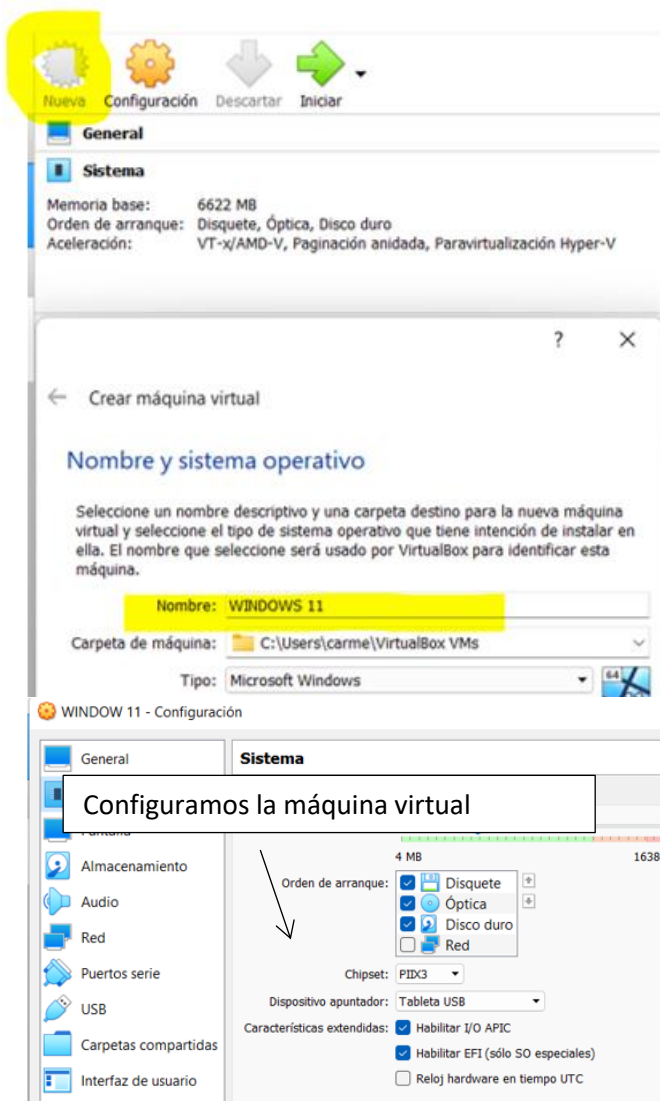 Nueva Configuración Descartar Iniciar
General
Sistema
Memoria base: 6622 MB
Orden de arranque: Disquete, Óptica, Disco duro
Aceleración: VT-x/AMD-V, Paginación anidada, Paravirtualización Hyper-V
?
Crear máquina virtual
Nombre y sistema operativo
Seleccione un nombre descriptivo y una carpeta destino para la nueva máquina
virtual y seleccione el tipo de sistema operativo que tiene intención de instalar en
ella. El nombre que seleccione será usado por VirtualBox para identificar esta
máquina.
Nombre: WINDOWS 11
Carpeta de máquina: C:\Users\carme\VirtualBox VMs
Tipo: Microsoft Windows
64
WINDOW 11 - Configuración
General
Sistema
Configuramos la máquina virtual
Almacenamiento
Audio
Red
Puertos serie
USB
Carpetas compartidas
Interfaz de usuario
4 MB 1638
Orden de arranque: Disquete
Óptica
Disco duro
Red
Chipset: PIIX3
Dispositivo apuntador: Tableta USB
Características extendidas: Habilitar I/O APIC
Habilitar EFI (sólo SO especiales)
Reloj hardware en tiempo UTC